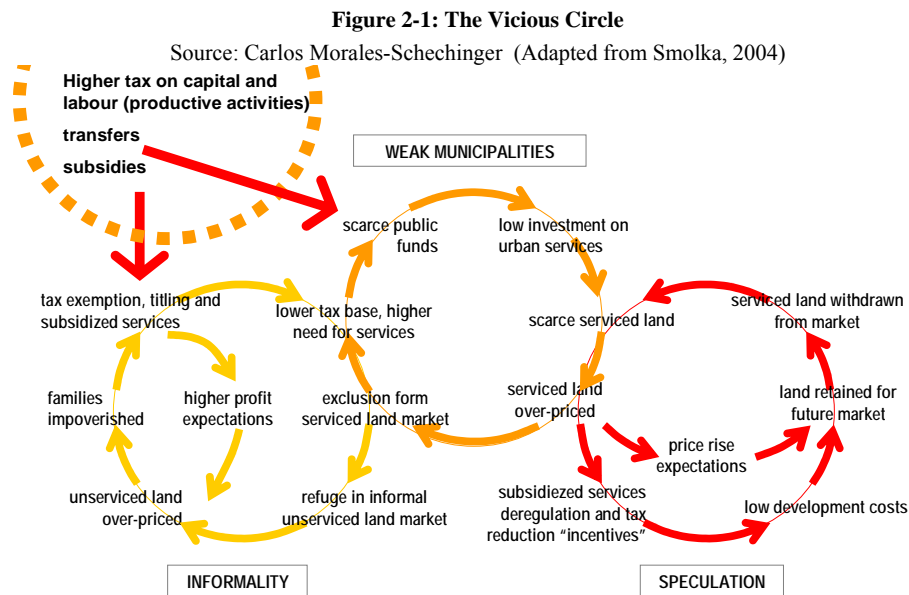 Figure 2-1: The Vicious Circle
Source: Carlos Morales-Schechinger (Adapted from Smolka, 2004)
Higher tax on capital and
labour (productive activities)
transfers
subsidies
WEAK MUNICIPALITIES
scarce public
funds
low investment on
urban services
tax exemption, titling and
subsidized services
lower tax base, higher
need for services
scarce serviced land
serviced land withdrawn
from market
families
impoverished
higher profit
expectations
exclusion form
serviced land market
serviced land
over-priced
land retained for
future market
price rise
expectations
unserviced land
over-priced
refuge in informal
unserviced land market
subsidiezed services
deregulation and tax
reduction “incentives”
low development costs
INFORMALITY
SPECULATION